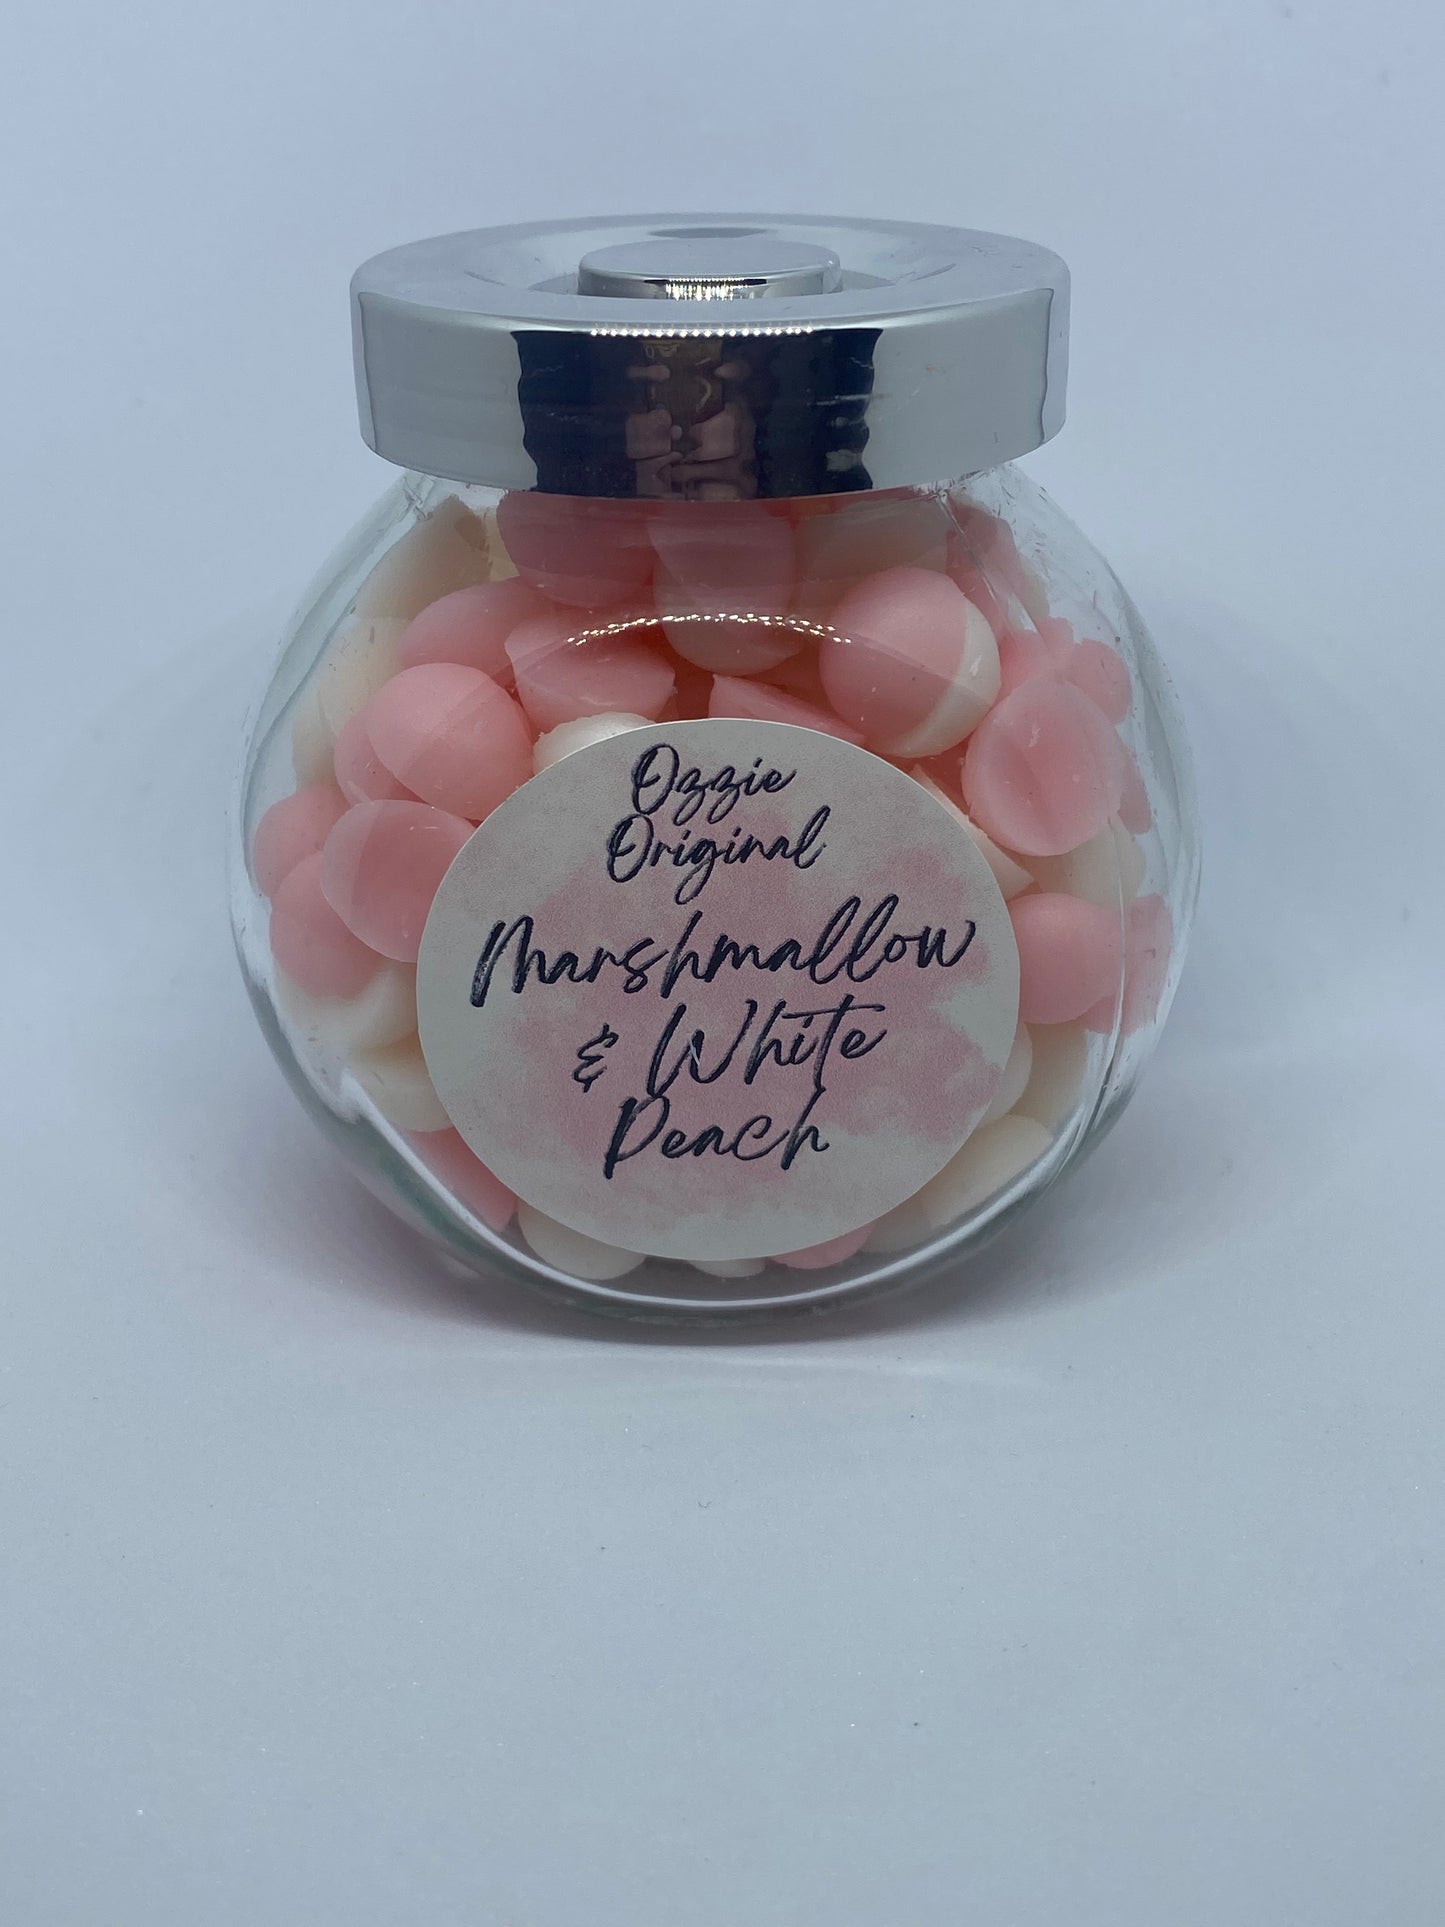 Ozzie
Original
Marshmallow
& White
Peach